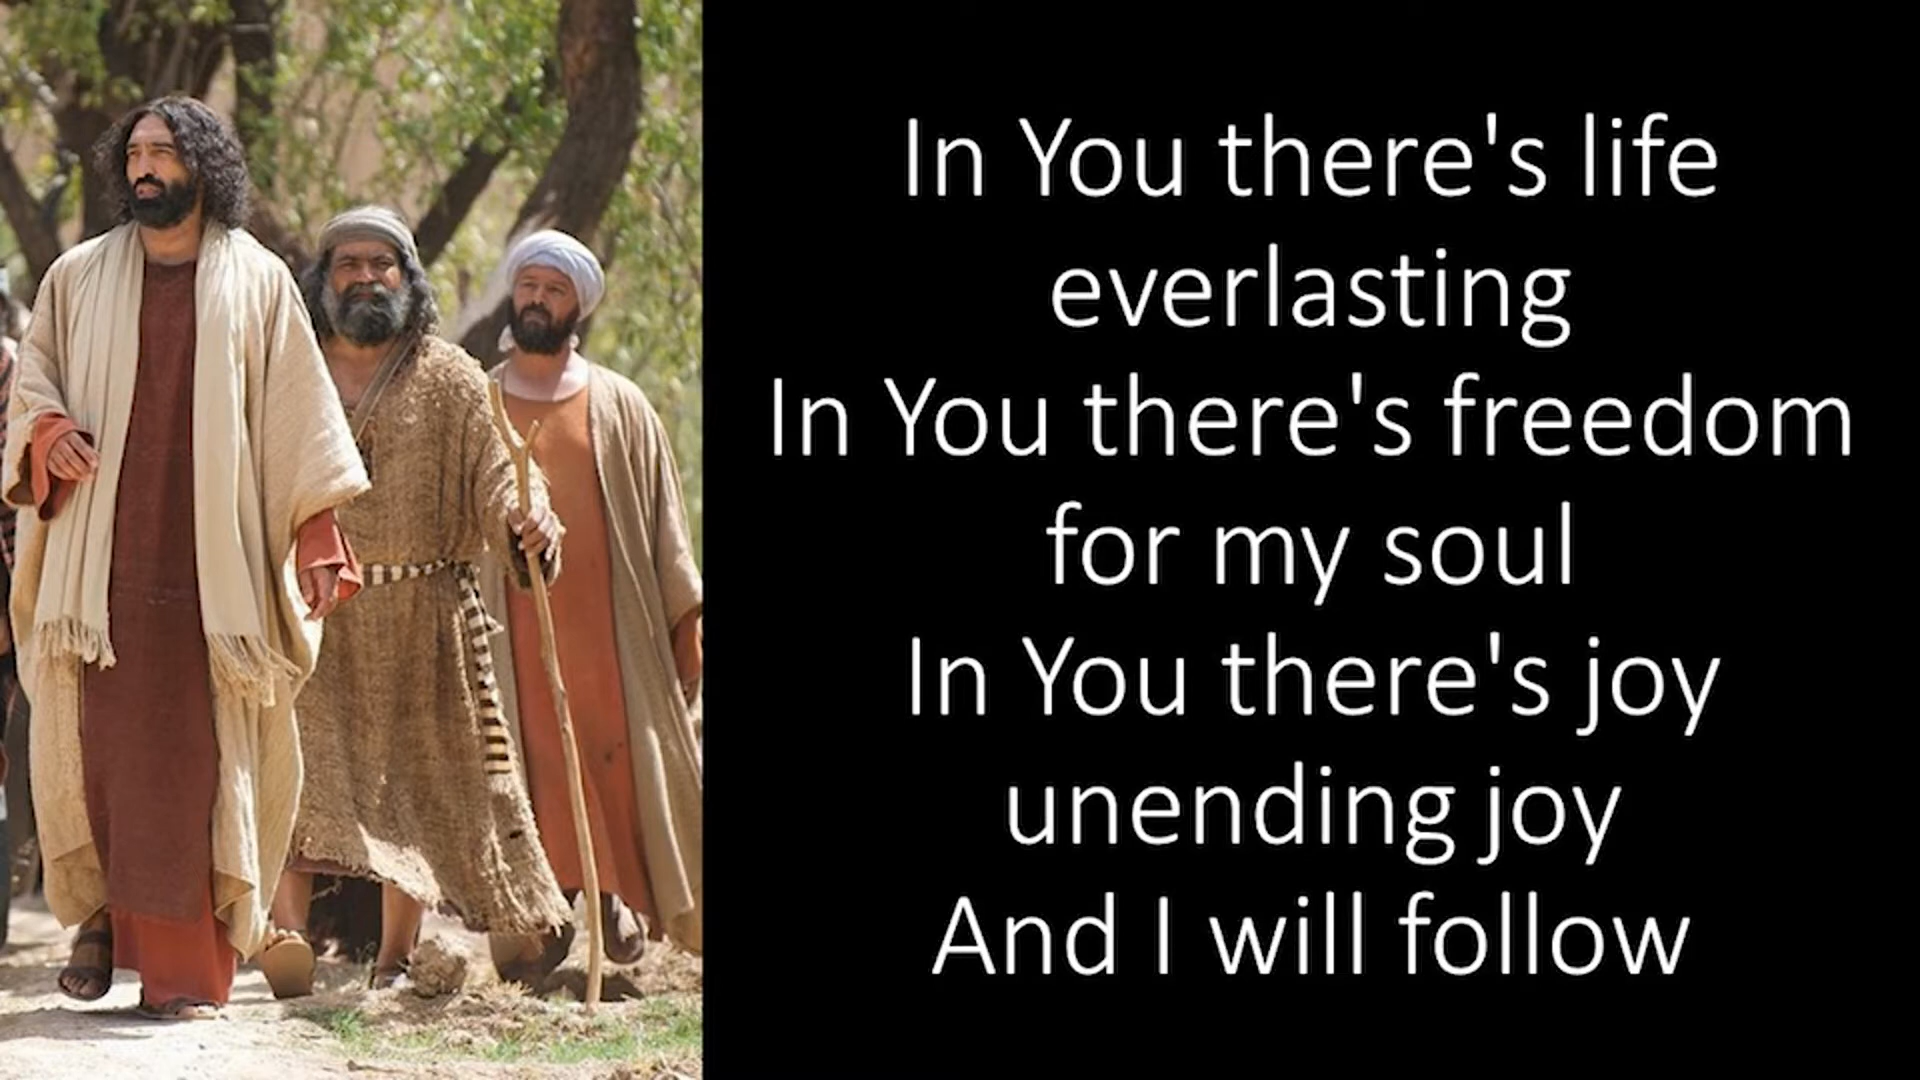 In You there's life
everlasting
In You there's freedom
for my soul
In You there's joy
unending joy
And I will follow